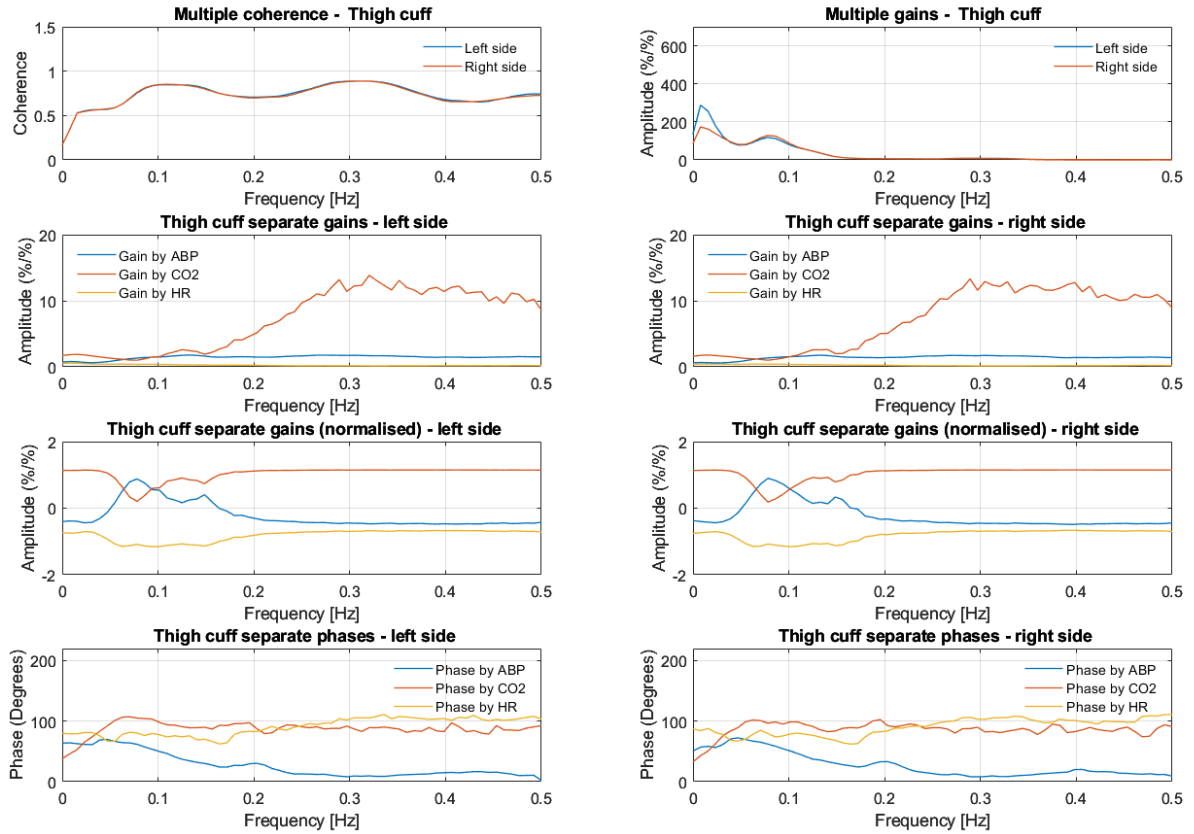 Multiple coherence -  Thigh cuff
1.5
1
0.5
0
Coherence
Left side
Right side
0 0.1 0.2 0.3 0.4 0.5
Frequency [Hz]
Multiple gains -  Thigh cuff
600
400
200
0
Amplitude (%/%)
Left side
Right side
0 0.1 0.2 0.3 0.4 0.5
Frequency [Hz]
Thigh cuff separate gains - left side
20
10
0
Amplitude (%/%)
Gain by ABP
Gain by CO2
Gain by HR
0 0.1 0.2 0.3 0.4 0.5
Frequency [Hz]
Thigh cuff separate gains - right side
20
10
0
Amplitude (%/%)
Gain by ABP
Gain by CO2
Gain by HR
0 0.1 0.2 0.3 0.4 0.5
Frequency [Hz]
Thigh cuff separate gains (normalised) - left side
2
0
-2
Amplitude (%/%)
0 0.1 0.2 0.3 0.4 0.5
Frequency [Hz]
Thigh cuff separate gains (normalised) - right side
2
0
-2
Amplitude (%/%)
0 0.1 0.2 0.3 0.4 0.5
Frequency [Hz]
Thigh cuff separate phases - left side
200
100
0
Phase (Degrees)
Phase by ABP
Phase by CO2
Phase by HR
0 0.1 0.2 0.3 0.4 0.5
Frequency [Hz]
Thigh cuff separate phases - right side
200
100
0
Phase (Degrees)
Phase by ABP
Phase by CO2
Phase by HR
0 0.1 0.2 0.3 0.4 0.5
Frequency [Hz]